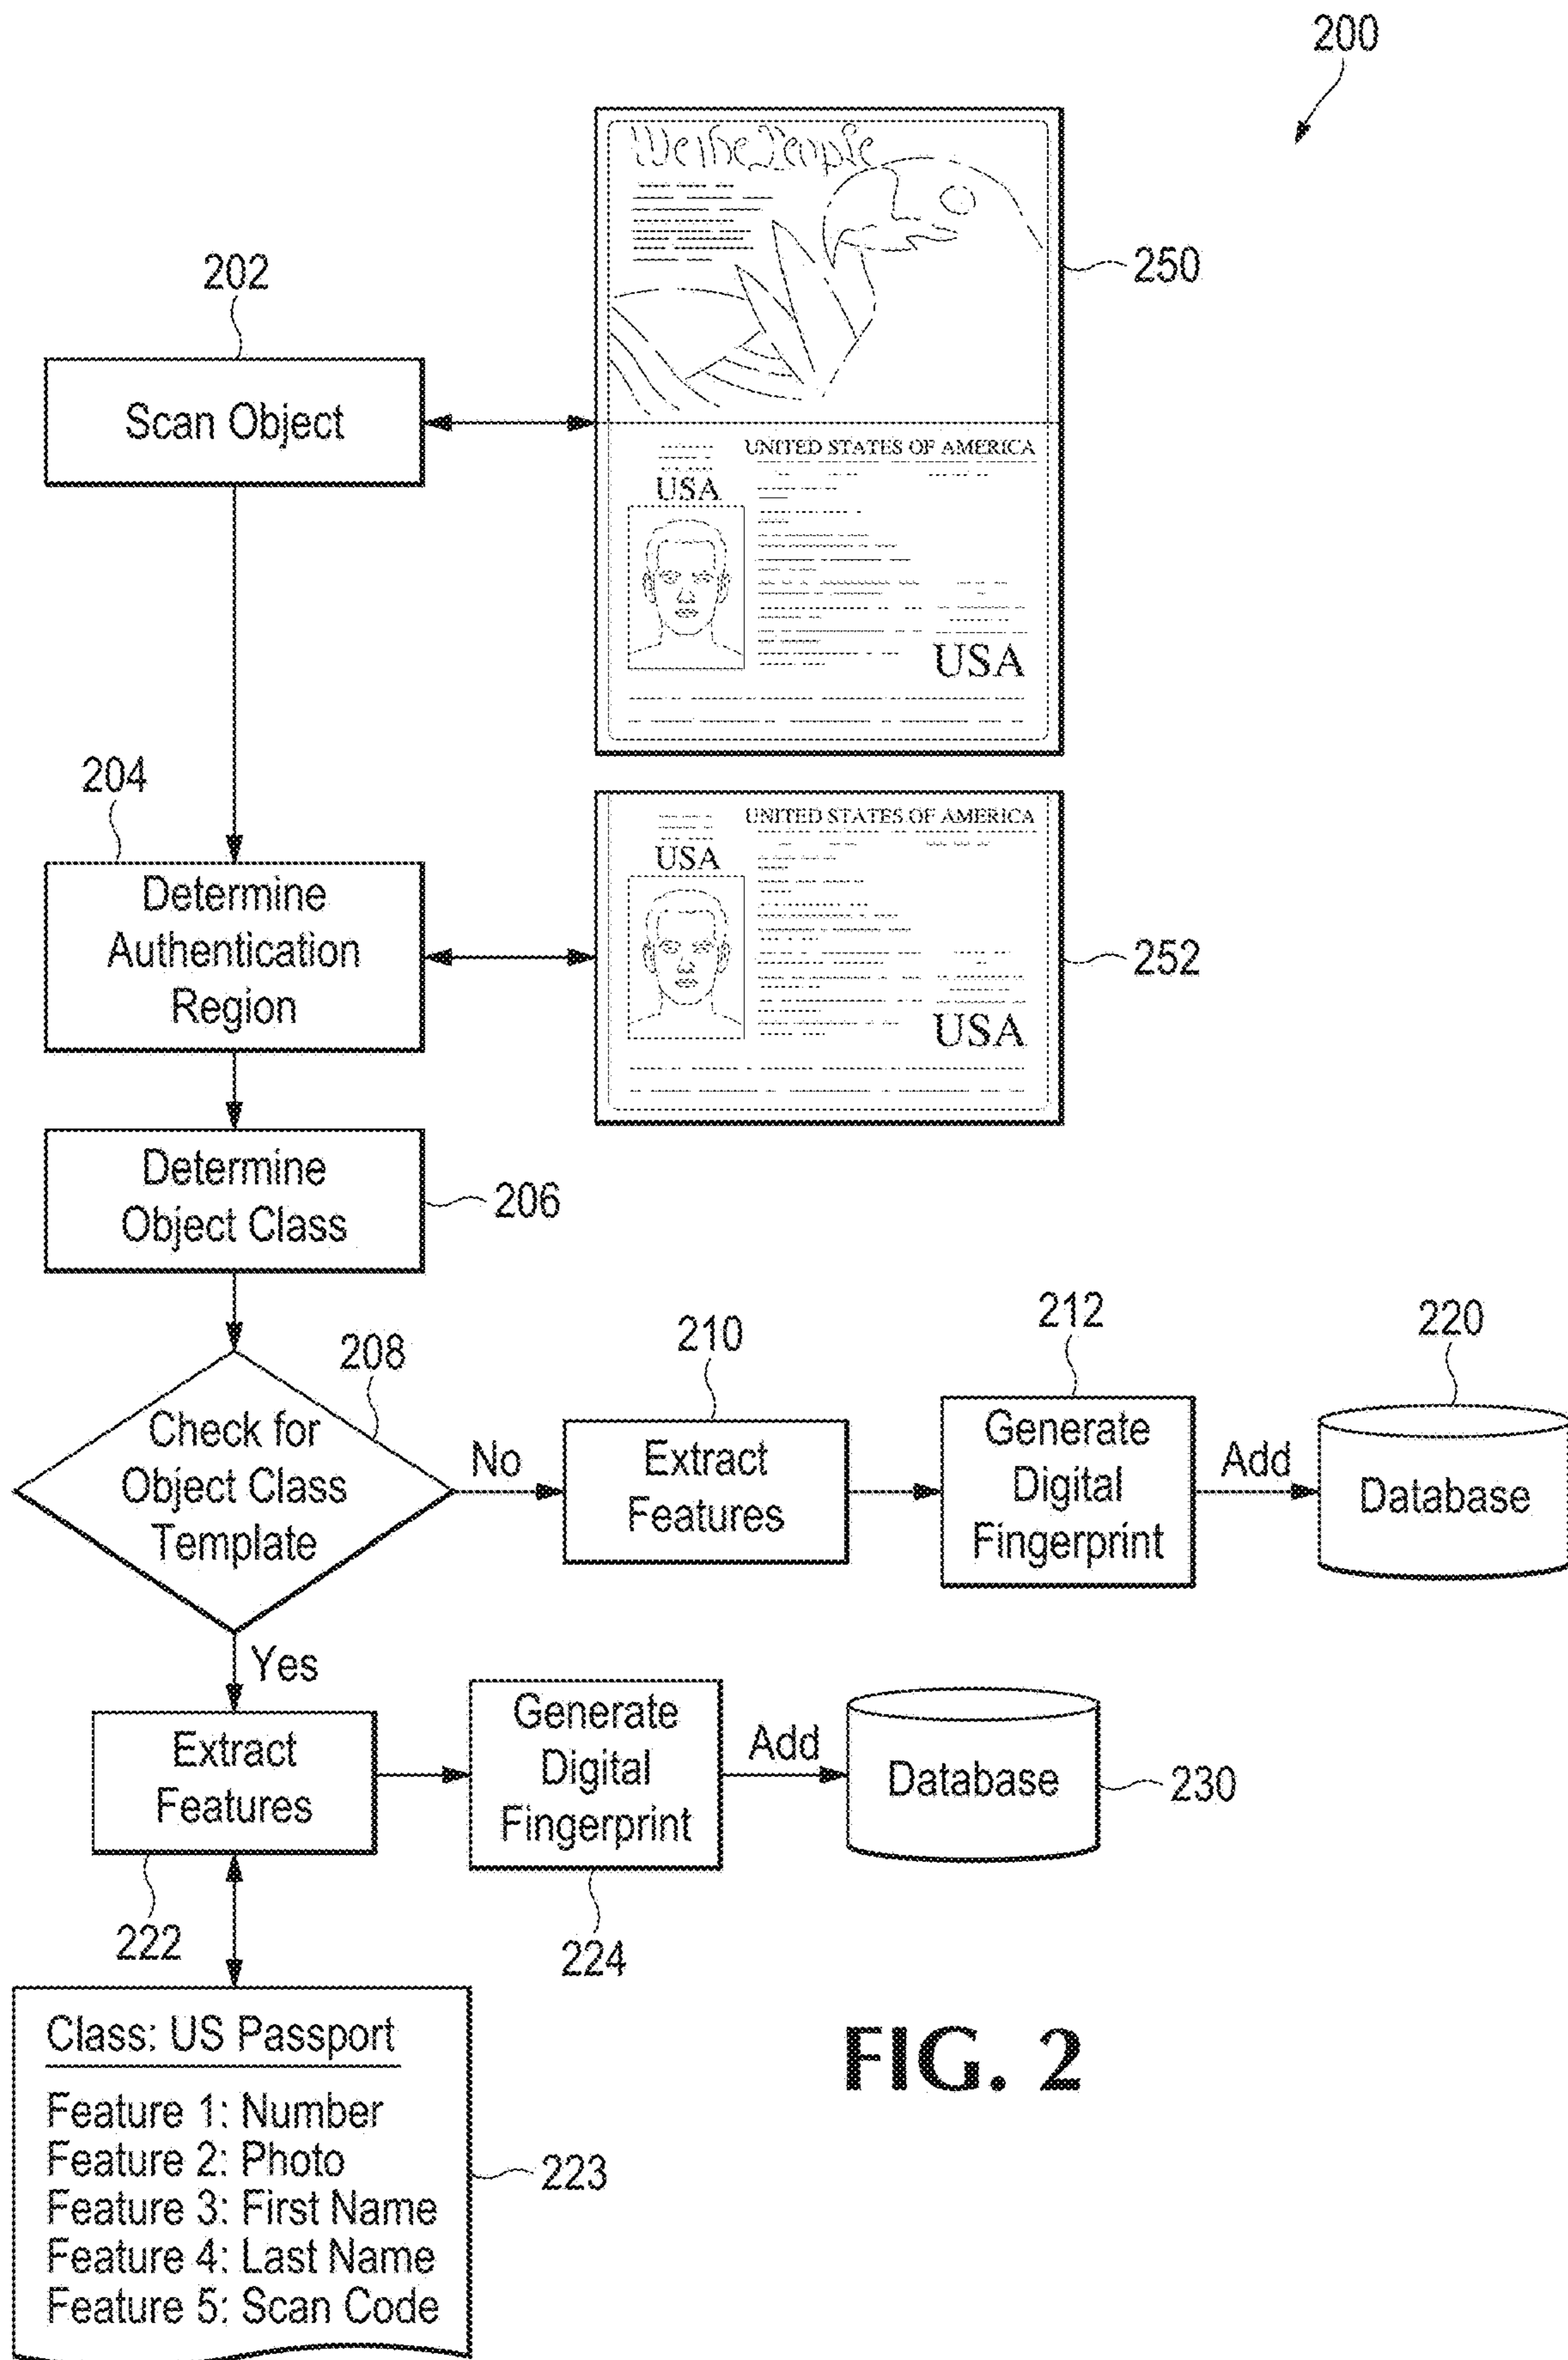 200
We the People
250
202
Scan Object
UNITED STATES OF AMERICA
USA
USA
204
UNITED STATES OF AMERICA
USA
Determine
Authentication
Region
252
USA
Determine
Object Class
206
208
210
212
220
Check for
Object Class
Template
No
Extract
Features
Generate
Digital
Fingerprint
Add
Database
Yes
Extract
Features
Generate
Digital
Fingerprint
Add
Database
230
222
224
Class: US Passport
Feature 1: Number
Feature 2: Photo
Feature 3: First Name
Feature 4: Last Name
Feature 5: Scan Code
223
FIG. 2